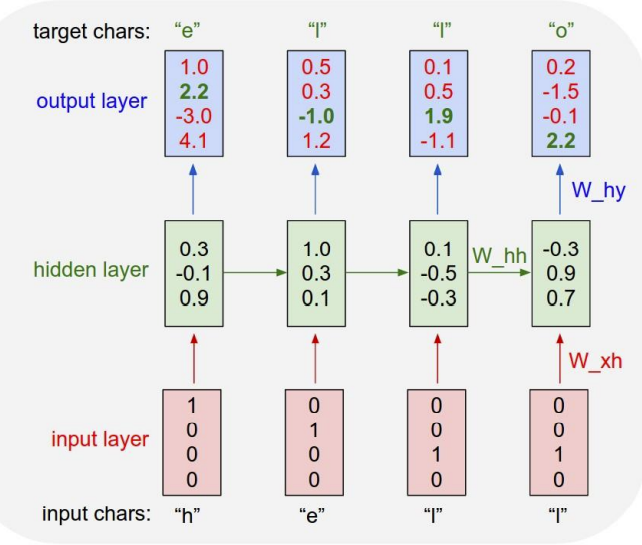 target chars: “e” “l” “l” “o”
output layer
1.0 0.5 0.1 0.2
2.2 0.3 0.5 -1.5
-3.0 -1.0 1.9 -0.1
4.1 1.2 -1.1 2.2
W_hy
hidden layer
0.3 1.0 0.1 -0.3
-0.1 0.3 -0.5 0.9
0.9 0.1 -0.3 0.7
W_hh
W_xh
input layer
1 0 0 0
0 1 0 0
0 0 1 1
0 0 0 0
input chars: “h” “e” “l” “l”